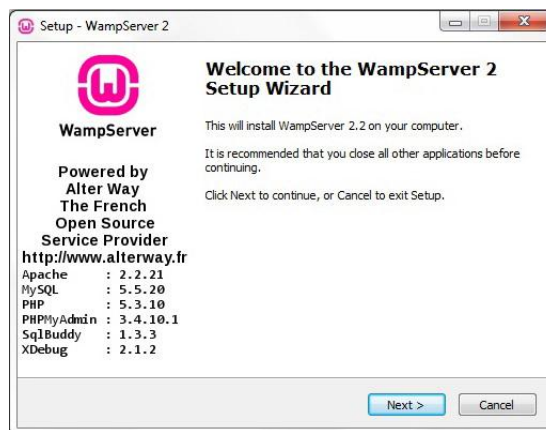 Setup - WampServer 2
WampServer
Powered by
Alter Way
The French
Open Source
Service Provider
http://www.alterway.fr
Apache : 2.2.21
MySQL : 5.5.20
PHP : 5.3.10
PHPMyAdmin : 3.4.10.1
SqlBuddy : 1.3.3
XDebug : 2.1.2
Welcome to the WampServer 2
Setup Wizard
This will install WampServer 2.2 on your computer.
It is recommended that you close all other applications before
continuing.
Click Next to continue, or Cancel to exit Setup.
Next >
Cancel